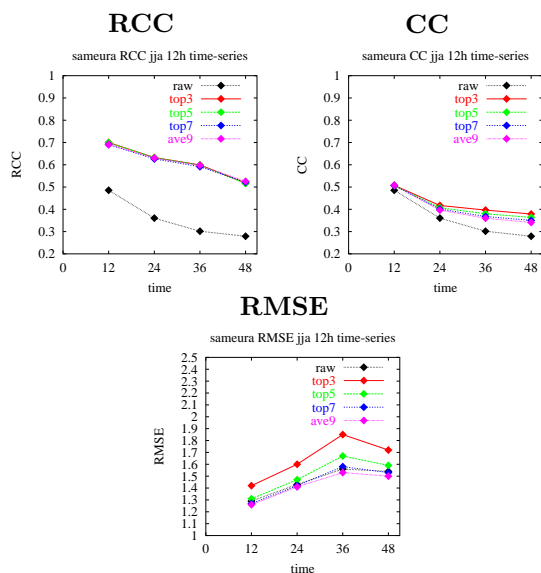 RCC
CC
sameura RCC jja 12h time-series
sameura CC jja 12h time-series
1
0.9
0.8
0.7
0.6
0.5
0.4
0.3
0.2
RCC
raw
top3
top5
top7
ave9
0 12 24 36 48
time
1
0.9
0.8
0.7
0.6
0.5
0.4
0.3
0.2
CC
raw
top3
top5
top7
ave9
0 12 24 36 48
time
RMSE
sameura RMSE jja 12h time-series
2.5
2.4
2.3
2.2
2.1
2
1.9
1.8
1.7
1.6
1.5
1.4
1.3
1.2
1.1
1
RMSE
raw
top3
top5
top7
ave9
0 12 24 36 48
time